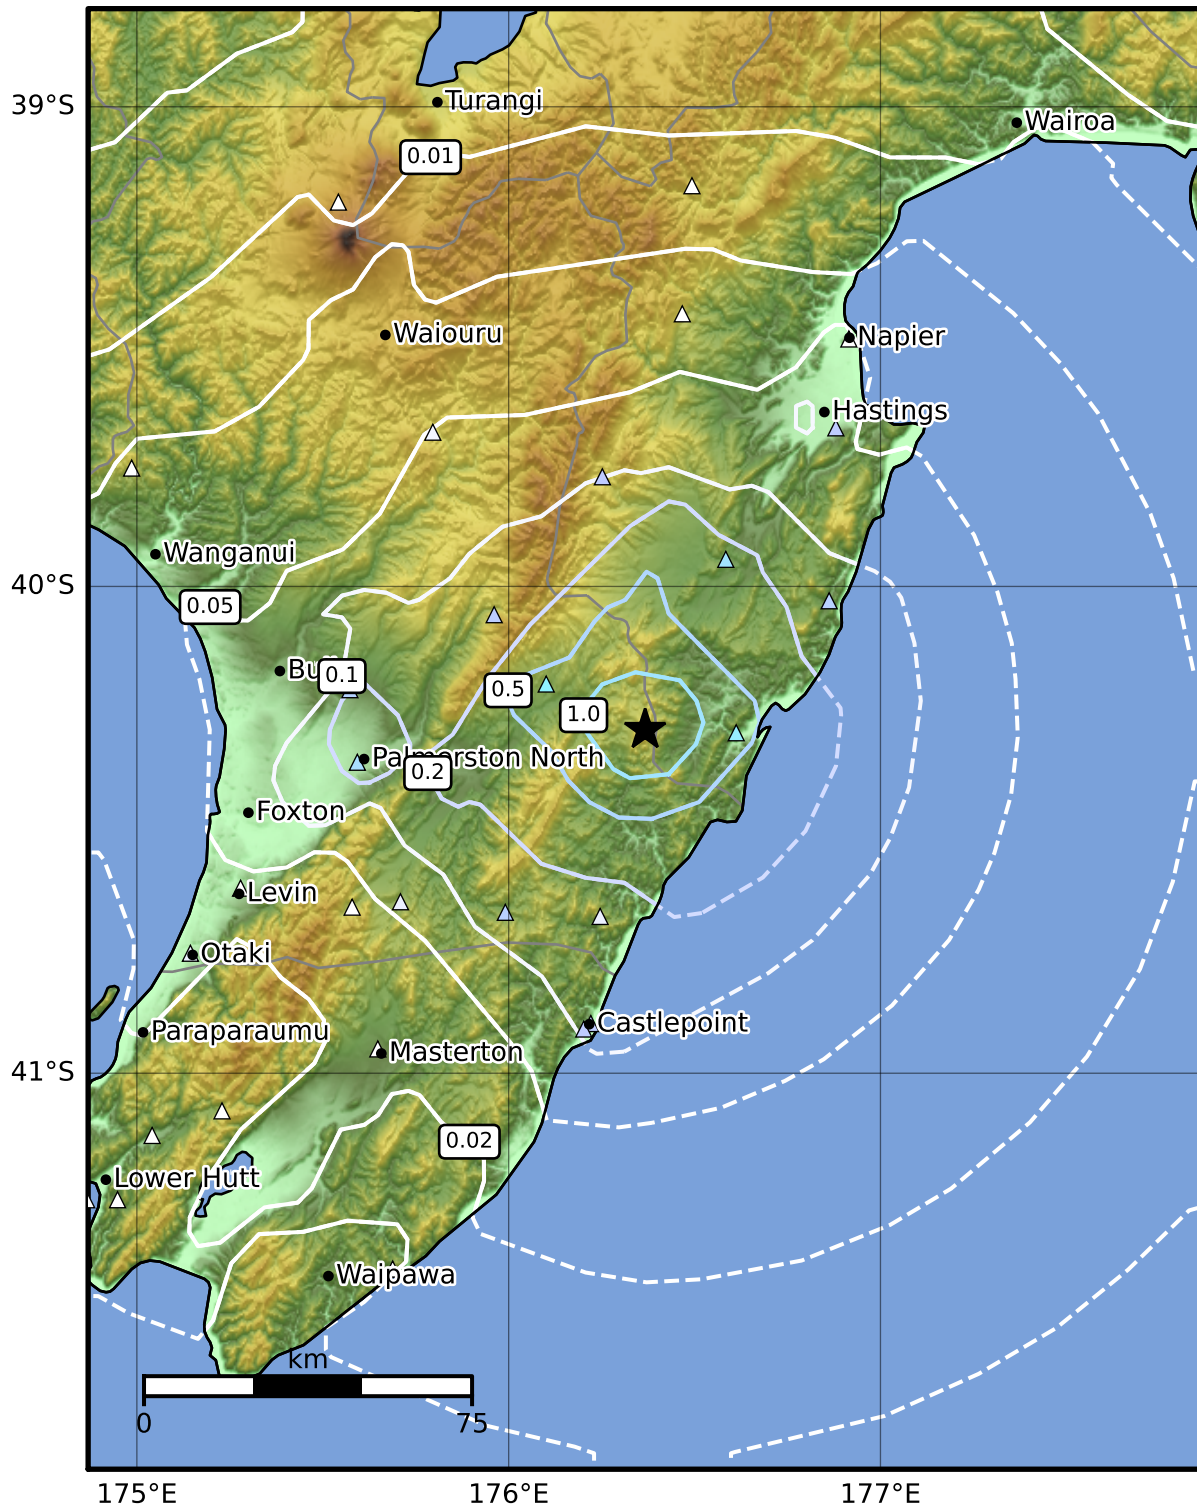 39°S
Turangi
Wairoa
0.01
Waiouru
Napier
Hastings
Wanganui
40°S
0.05
Bu
0.1
0.5
1.0
Palmerston North
0.2
Foxton
Levin
Otaki
Castlepoint
Paraparaumu
Masterton
41°S
0.02
Lower Hutt
Waipawa
km
0
75
175°E
176°E
177°E